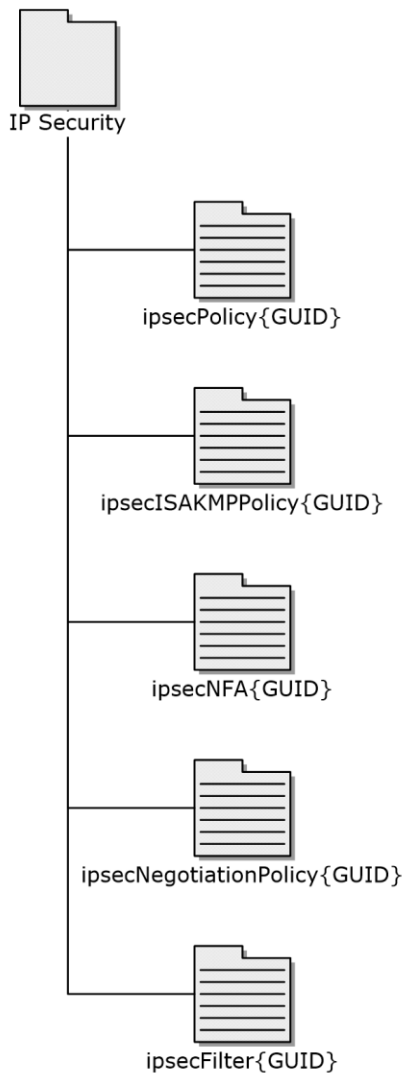 IP Security
ipsecPolicy{GUID}
ipsecISAKMPPolicy{GUID}
ipsecNFA{GUID}
ipsecNegotiationPolicy{GUID}
ipsecFilter{GUID}